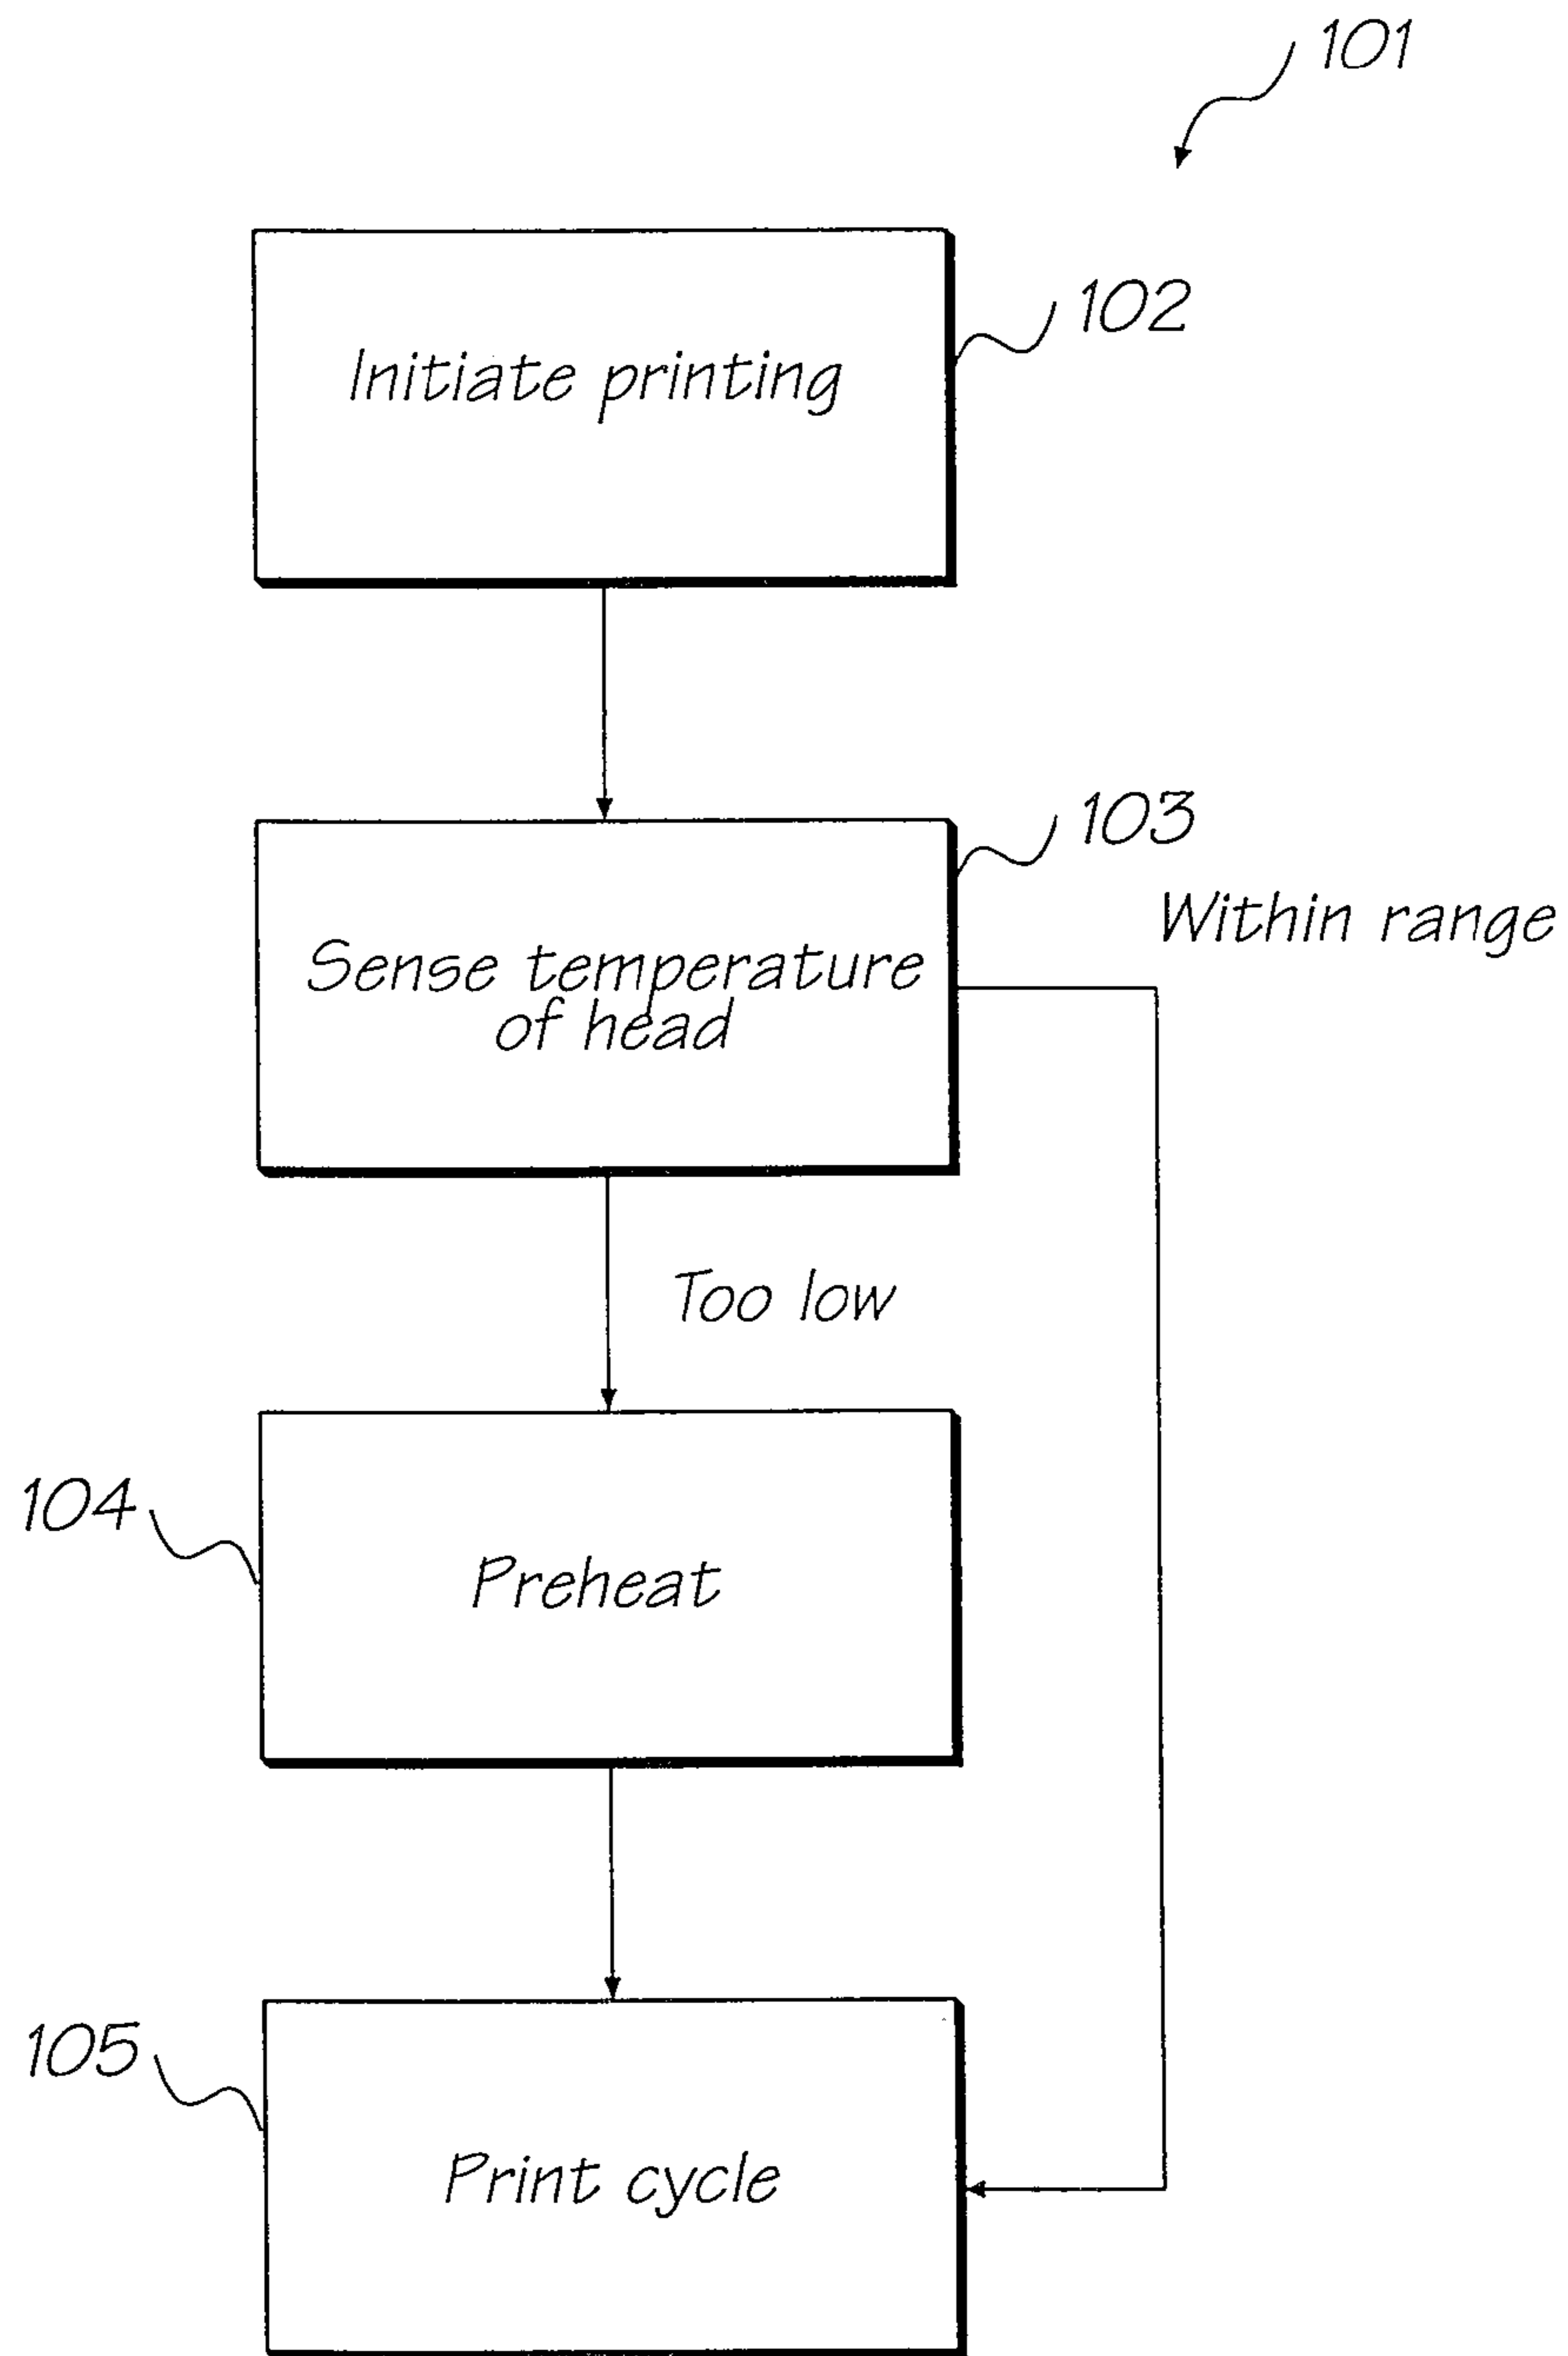 101
Initiate printing
102
103
Within range
Sense temperature
of head
Too low
104
Preheat
105
Print cycle